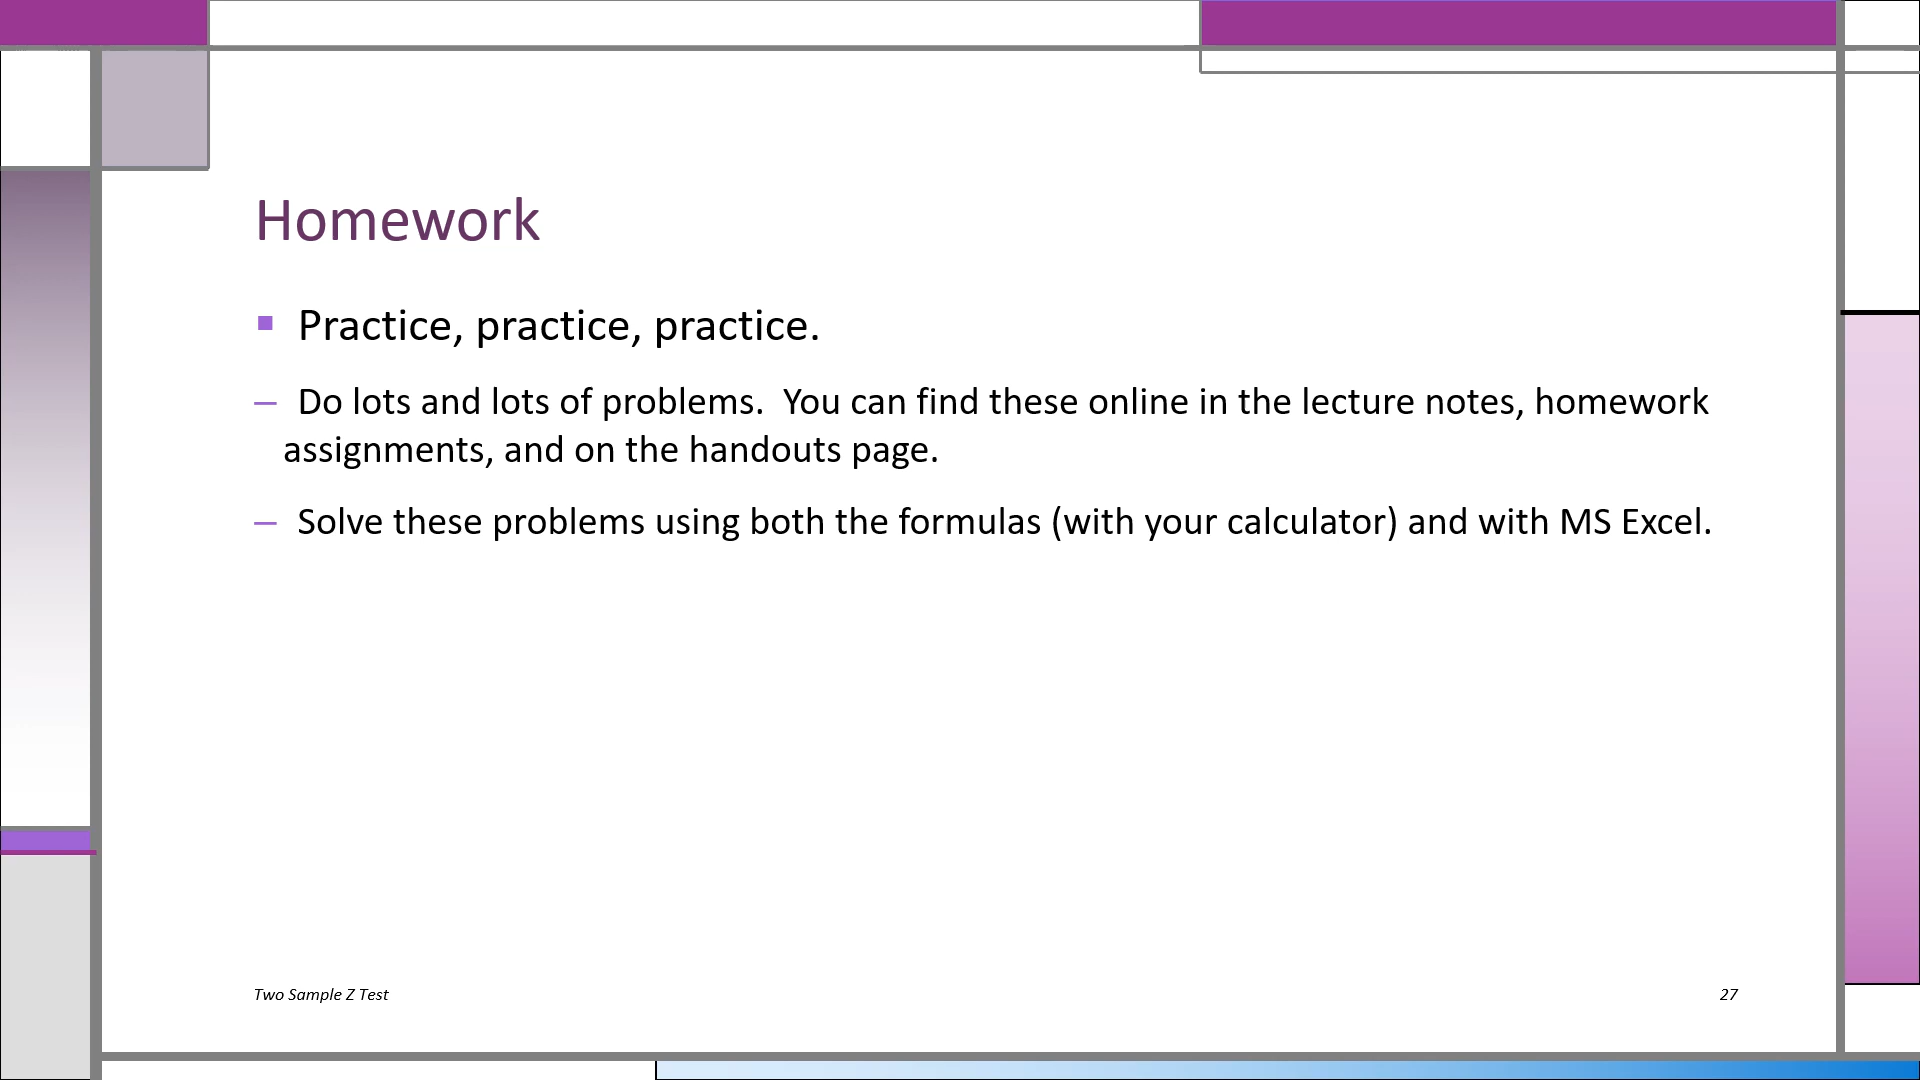 Homework
▪ Practice, practice, practice.
– Do lots and lots of problems.  You can find these online in the lecture notes, homework
assignments, and on the handouts page.
– Solve these problems using both the formulas (with your calculator) and with MS Excel.
Two Sample Z Test
27